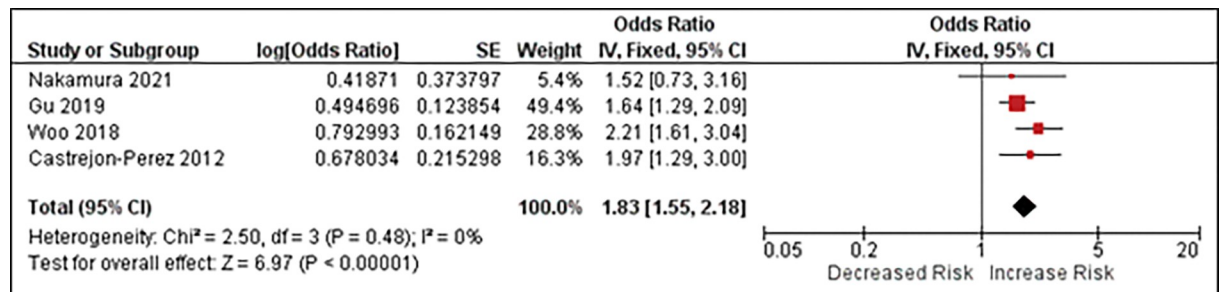 Odds Ratio Odds Ratio
Study or Subgroup log[Odds Ratio] SE Weight IV, Fixed, 95% CI IV, Fixed, 95% CI
Nakamura 2021 0.41871 0.373797 5.4% 1.52 [0.73, 3.16]
Gu 2019 0.494696 0.123854 49.4% 1.64 [1.29, 2.09]
Woo 2018 0.792993 0.162149 28.8% 2.21 [1.61, 3.04]
Castrejon-Perez 2012 0.678034 0.215298 16.3% 1.97 [1.29, 3.00]
Total (95% CI) 100.0% 1.83 [1.55, 2.18]
Heterogeneity: Chi² = 2.50, df = 3 (P = 0.48); I² = 0%
Test for overall effect: Z = 6.97 (P < 0.00001)
0.05 0.2 1 5 20
Decreased Risk Increase Risk